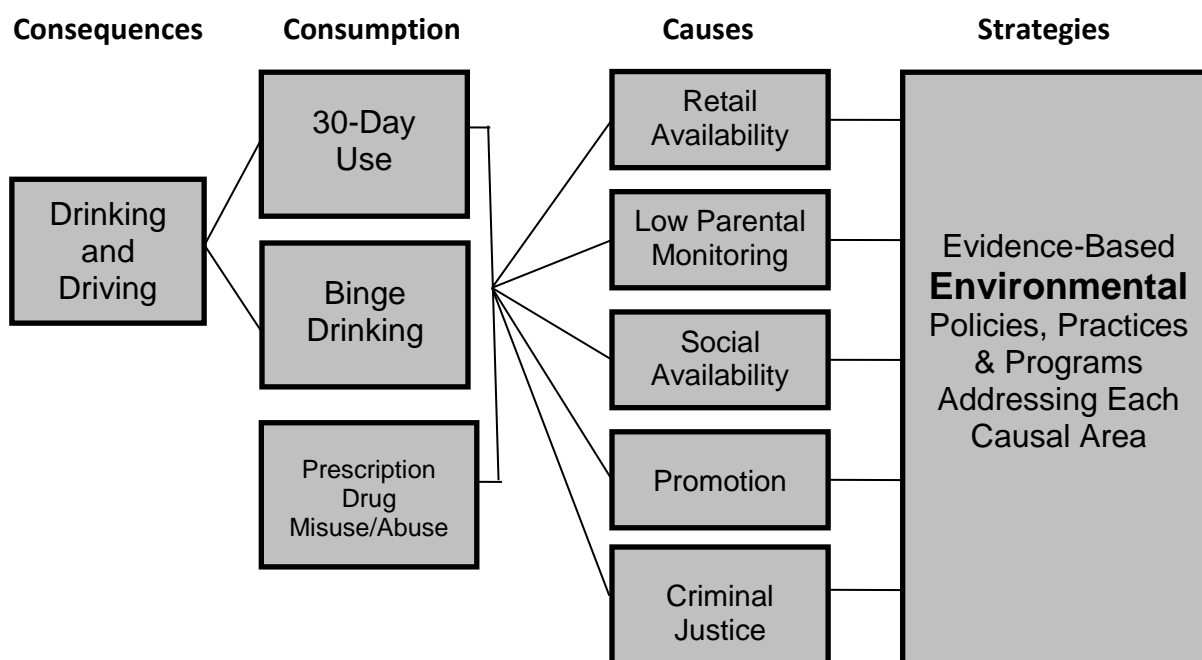 Consequences Consumption Causes Strategies
Drinking
and
Driving
30-Day
Use
Binge
Drinking
Prescription
Drug
Misuse/Abuse
Retail
Availability
Low Parental
Monitoring
Social
Availability
Promotion
Criminal
Justice
Evidence-Based
Environmental
Policies, Practices
& Programs
Addressing Each
Causal Area